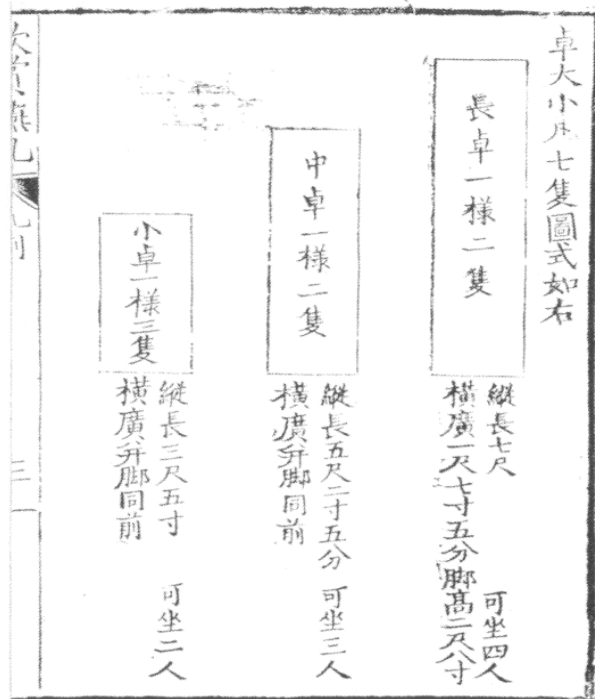 卓大小凡七隻圖式如右
長卓一樣二隻
縱長七尺 可坐四人
橫廣一尺七寸五分脚高二尺八寸
中卓一樣二隻
縱長五尺二寸五分 可坐三人
橫廣并脚同前
小卓一樣三隻
縱長三尺五寸 可坐二人
橫廣并脚同前